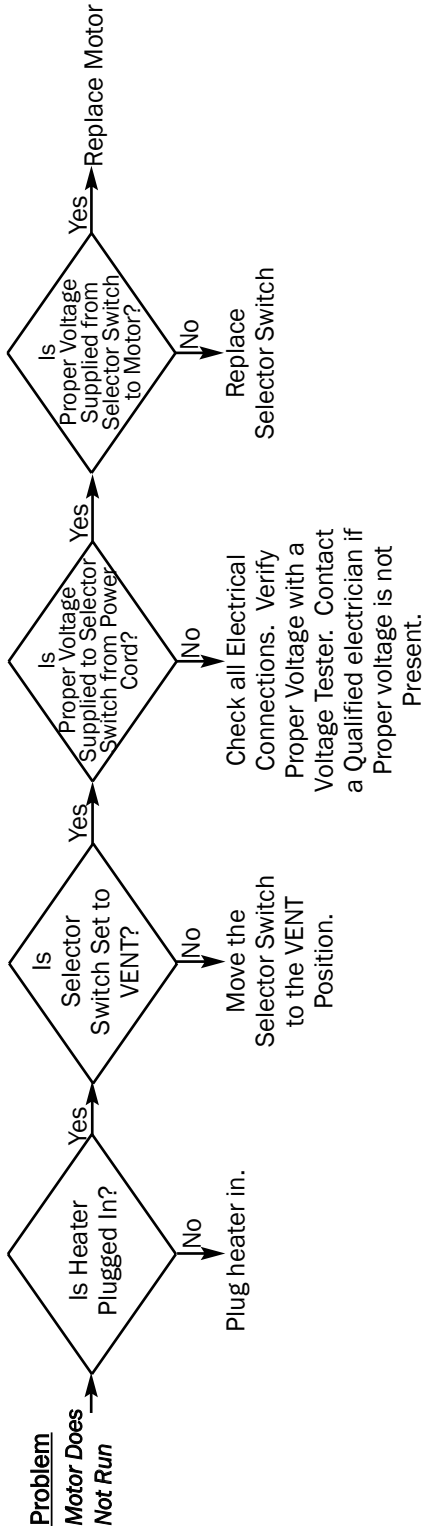 Problem
Motor Does
Not Run
Is Heater
Plugged In?
Yes
No
Plug heater in.
Is
Selector
Switch Set to
VENT?
Yes
No
Move the
Selector Switch
to the VENT
Position.
Is
Proper Voltage
Supplied to Selector
Switch from Power
Cord?
Yes
No
Check all Electrical
Connections. Verify
Proper Voltage with a
Voltage Tester. Contact
a Qualified electrician if
Proper voltage is not
Present.
Is
Proper Voltage
Supplied from
Selector Switch
to Motor?
Yes
No
Replace
Selector Switch
Replace Motor